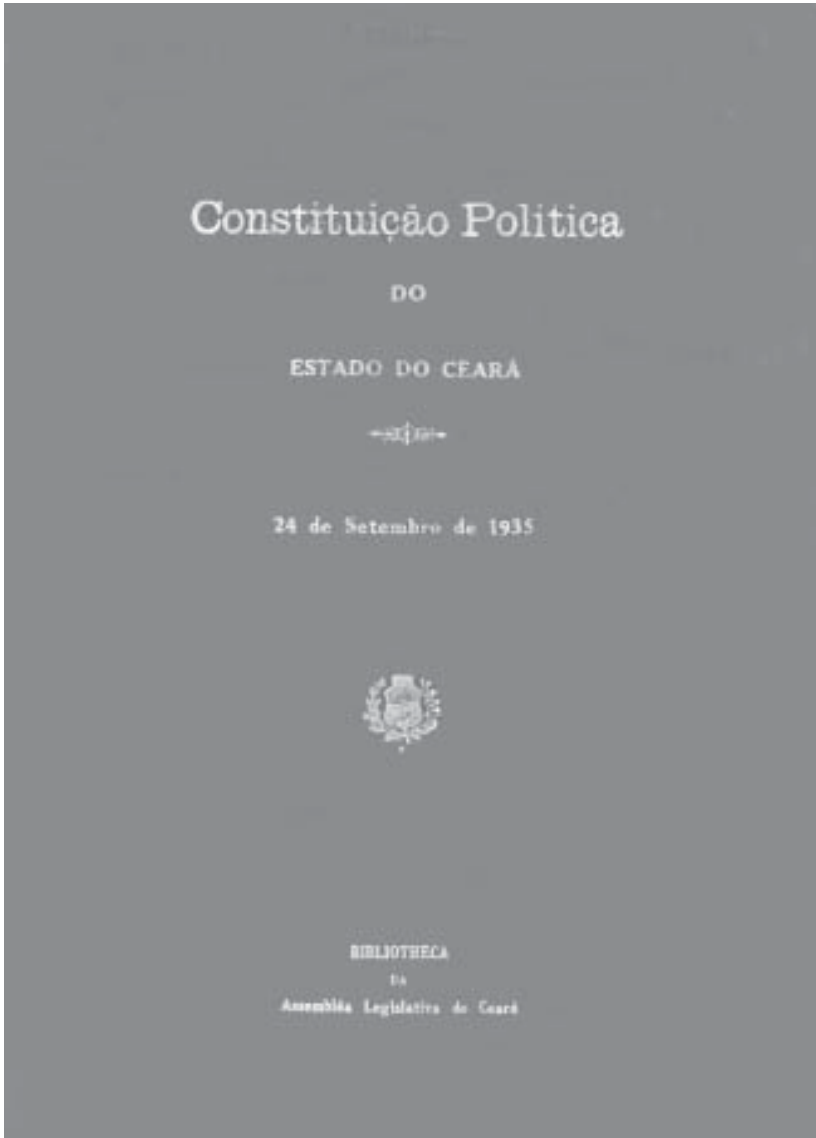 Constituição Politica
DO
ESTADO DO CEARÁ
24 de Setembro de 1935
BIBLIOTHECA
DA
Assembléa Legislativa do Ceará